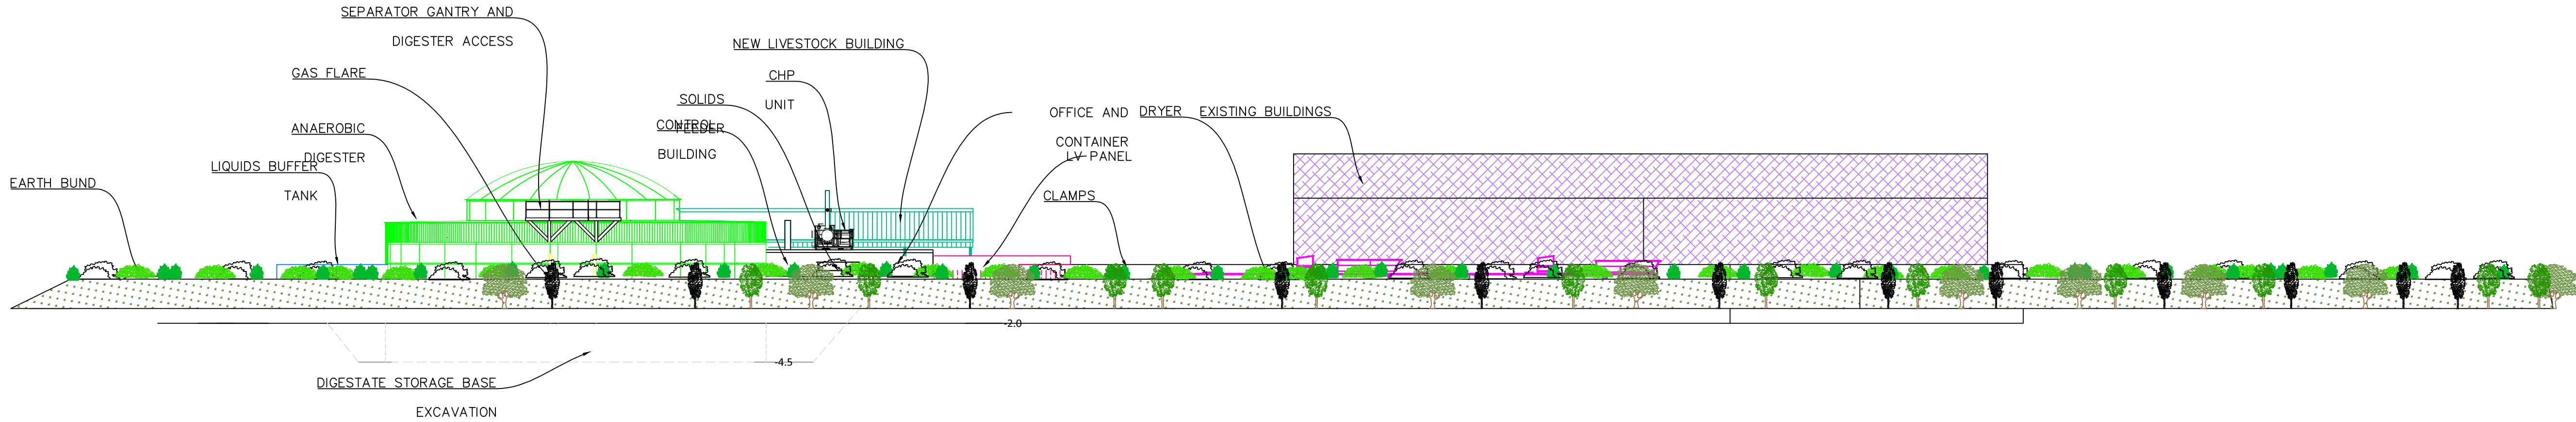 SEPARATOR GANTRY AND
DIGESTER ACCESS
GAS FLARE
ANAEROBIC
DIGESTER
LIQUIDS BUFFER
TANK
EARTH BUND
NEW LIVESTOCK BUILDING
CHP
UNIT
SOLIDS
FEEDER
CONTROL
BUILDING
OFFICE AND
CONTAINER
LV PANEL
DRYER
EXISTING BUILDINGS
CLAMPS
-2.0
-4.5
DIGESTATE STORAGE BASE
EXCAVATION